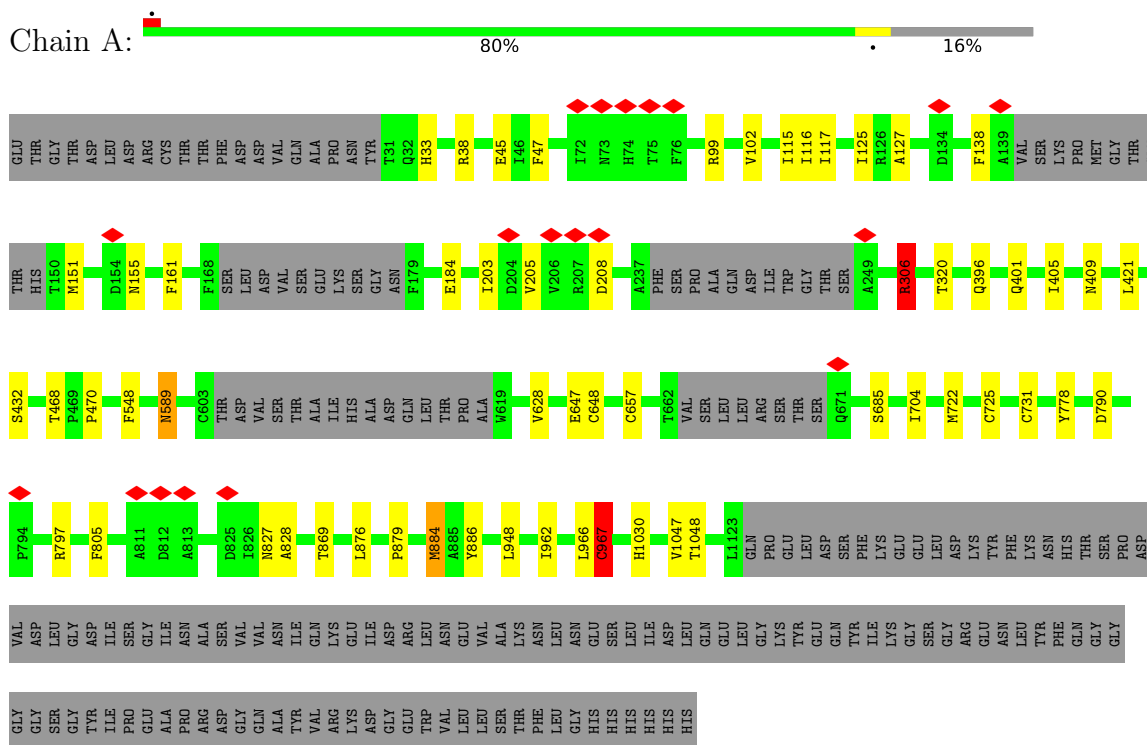 Chain A:
80% 16%
GLU THR GLY THR ASP LEU ASP ARG CYS THR THR PHE ASP ASP VAL GLN ALA PRO ASN TYR T31 Q32 H33 R38 E45 I46 F47 I72 N73 H74 T75 F76 R99 V102 I115 I116 I117 I125 R126 A127 D134 F138 A139 VAL SER LYS PRO MET GLY THR
THR HIS T150 M151 D154 N155 F161 F168 SER LEU ASP VAL SER GLU LYS SER GLY ASN F179 E184 I203 D204 V205 V206 R207 D208 A237 PHE SER PRO ALA GLN ASP ILE TRP GLY THR SER A249 R306 T320 Q396 Q401 I405 N409 L421
S432 T468 P469 P470 F548 N589 C603 THR ASP VAL SER THR ALA ILE HIS ALA ASP GLN LEU THR PRO ALA W619 V628 E647 C648 C657 T662 VAL SER LEU LEU ARG SER THR SER Q671 S685 I704 M722 C725 C731 Y778 D790
P794 R797 F805 A811 D812 A813 D825 I826 N827 A828 T869 L876 P879 M884 A885 Y886 L948 I962 L966 C967 H1030 V1047 T1048 L1123 GLN PRO GLU LEU ASP SER PHE LYS GLU GLU LEU ASP LYS TYR PHE LYS ASN HIS THR SER PRO ASP
VAL ASP LEU GLY ASP ILE SER GLY ILE ASN ALA SER VAL VAL ASN ILE GLN LYS GLU ILE ASP ARG LEU ASN GLU VAL ALA LYS ASN LEU ASN GLU SER LEU ILE ASP LEU GLN GLU LEU GLY LYS TYR GLU GLN TYR ILE LYS GLY SER GLY ARG GLU ASN LEU TYR PHE GLN GLY GLY
GLY GLY SER GLY TYR ILE PRO GLU ALA PRO ARG ASP GLY GLN ALA TYR VAL ARG LYS ASP GLY GLU TRP VAL LEU LEU SER THR PHE LEU GLY HIS HIS HIS HIS HIS HIS